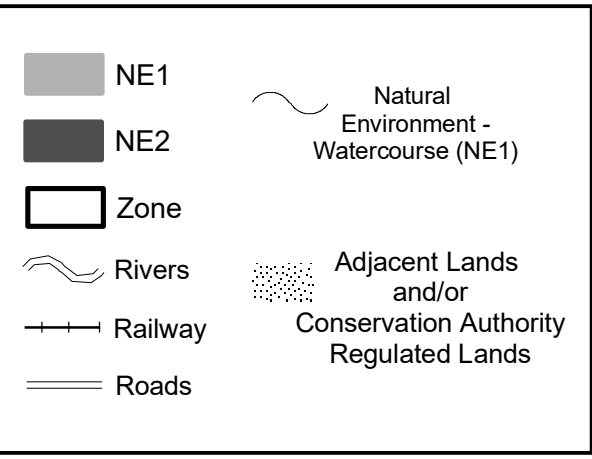 NE1
NE2
Zone
Rivers
Railway
Roads
Natural
Environment -
Watercourse (NE1)
Adjacent Lands
and/or
Conservation Authority
Regulated Lands